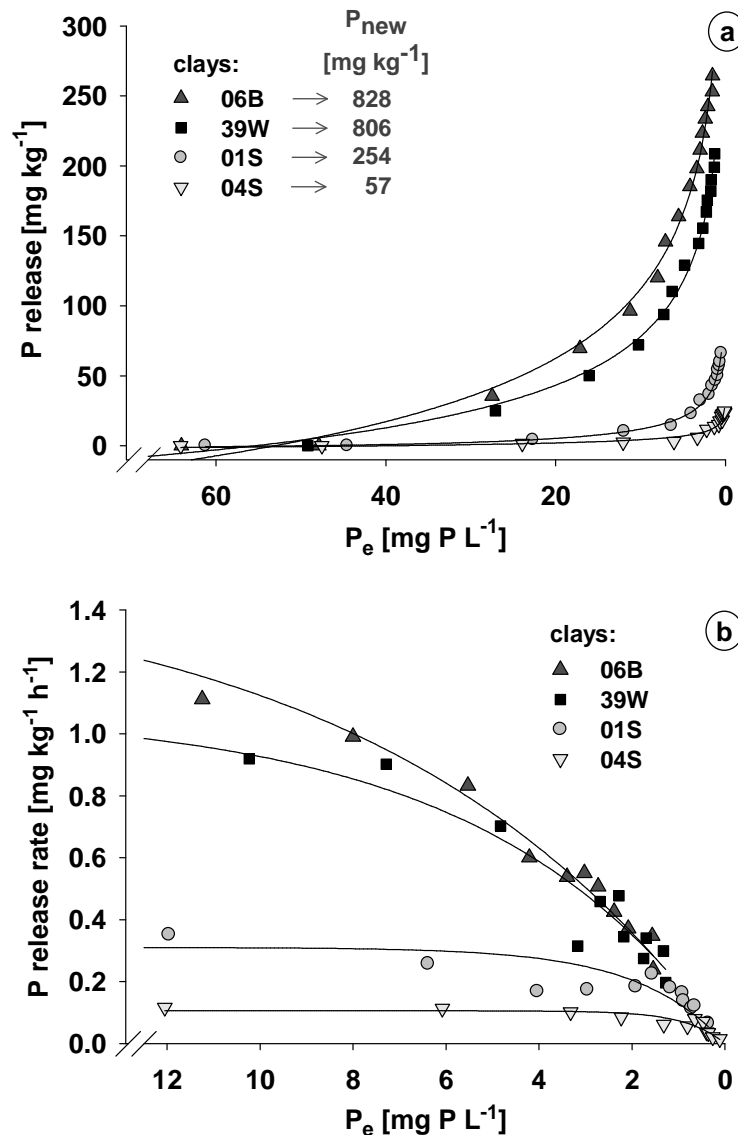 a
P_new
[mg kg⁻¹]
clays:
06B → 828
39W → 806
01S → 254
04S → 57
P release [mg kg⁻¹]
300
250
200
150
100
50
0
60 40 20 0
P_e [mg P L⁻¹]
b
clays:
06B
39W
01S
04S
P release rate [mg kg⁻¹ h⁻¹]
1.4
1.2
1.0
0.8
0.6
0.4
0.2
0.0
12 10 8 6 4 2 0
P_e [mg P L⁻¹]